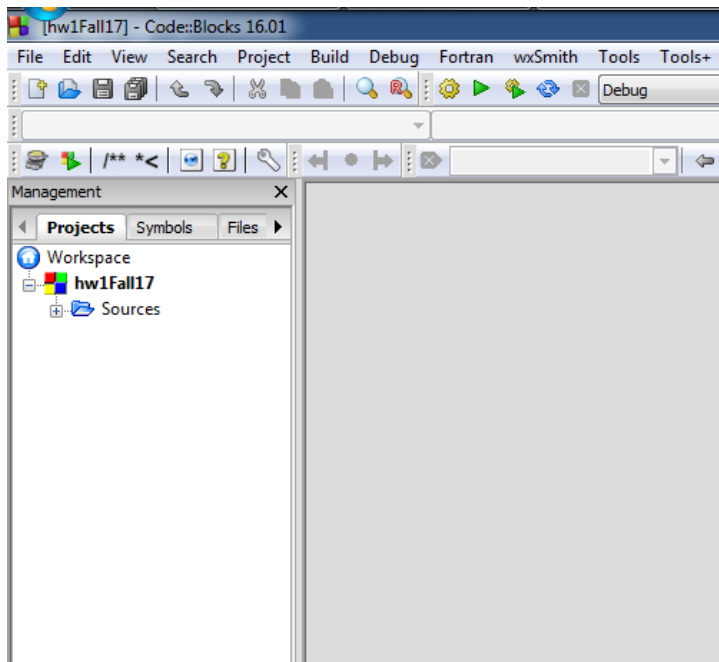 [hw1Fall17] - Code::Blocks 16.01
File Edit View Search Project Build Debug Fortran wxSmith Tools Tools+
Debug
/** *<
Management X
Projects Symbols Files
Workspace
hw1Fall17
Sources